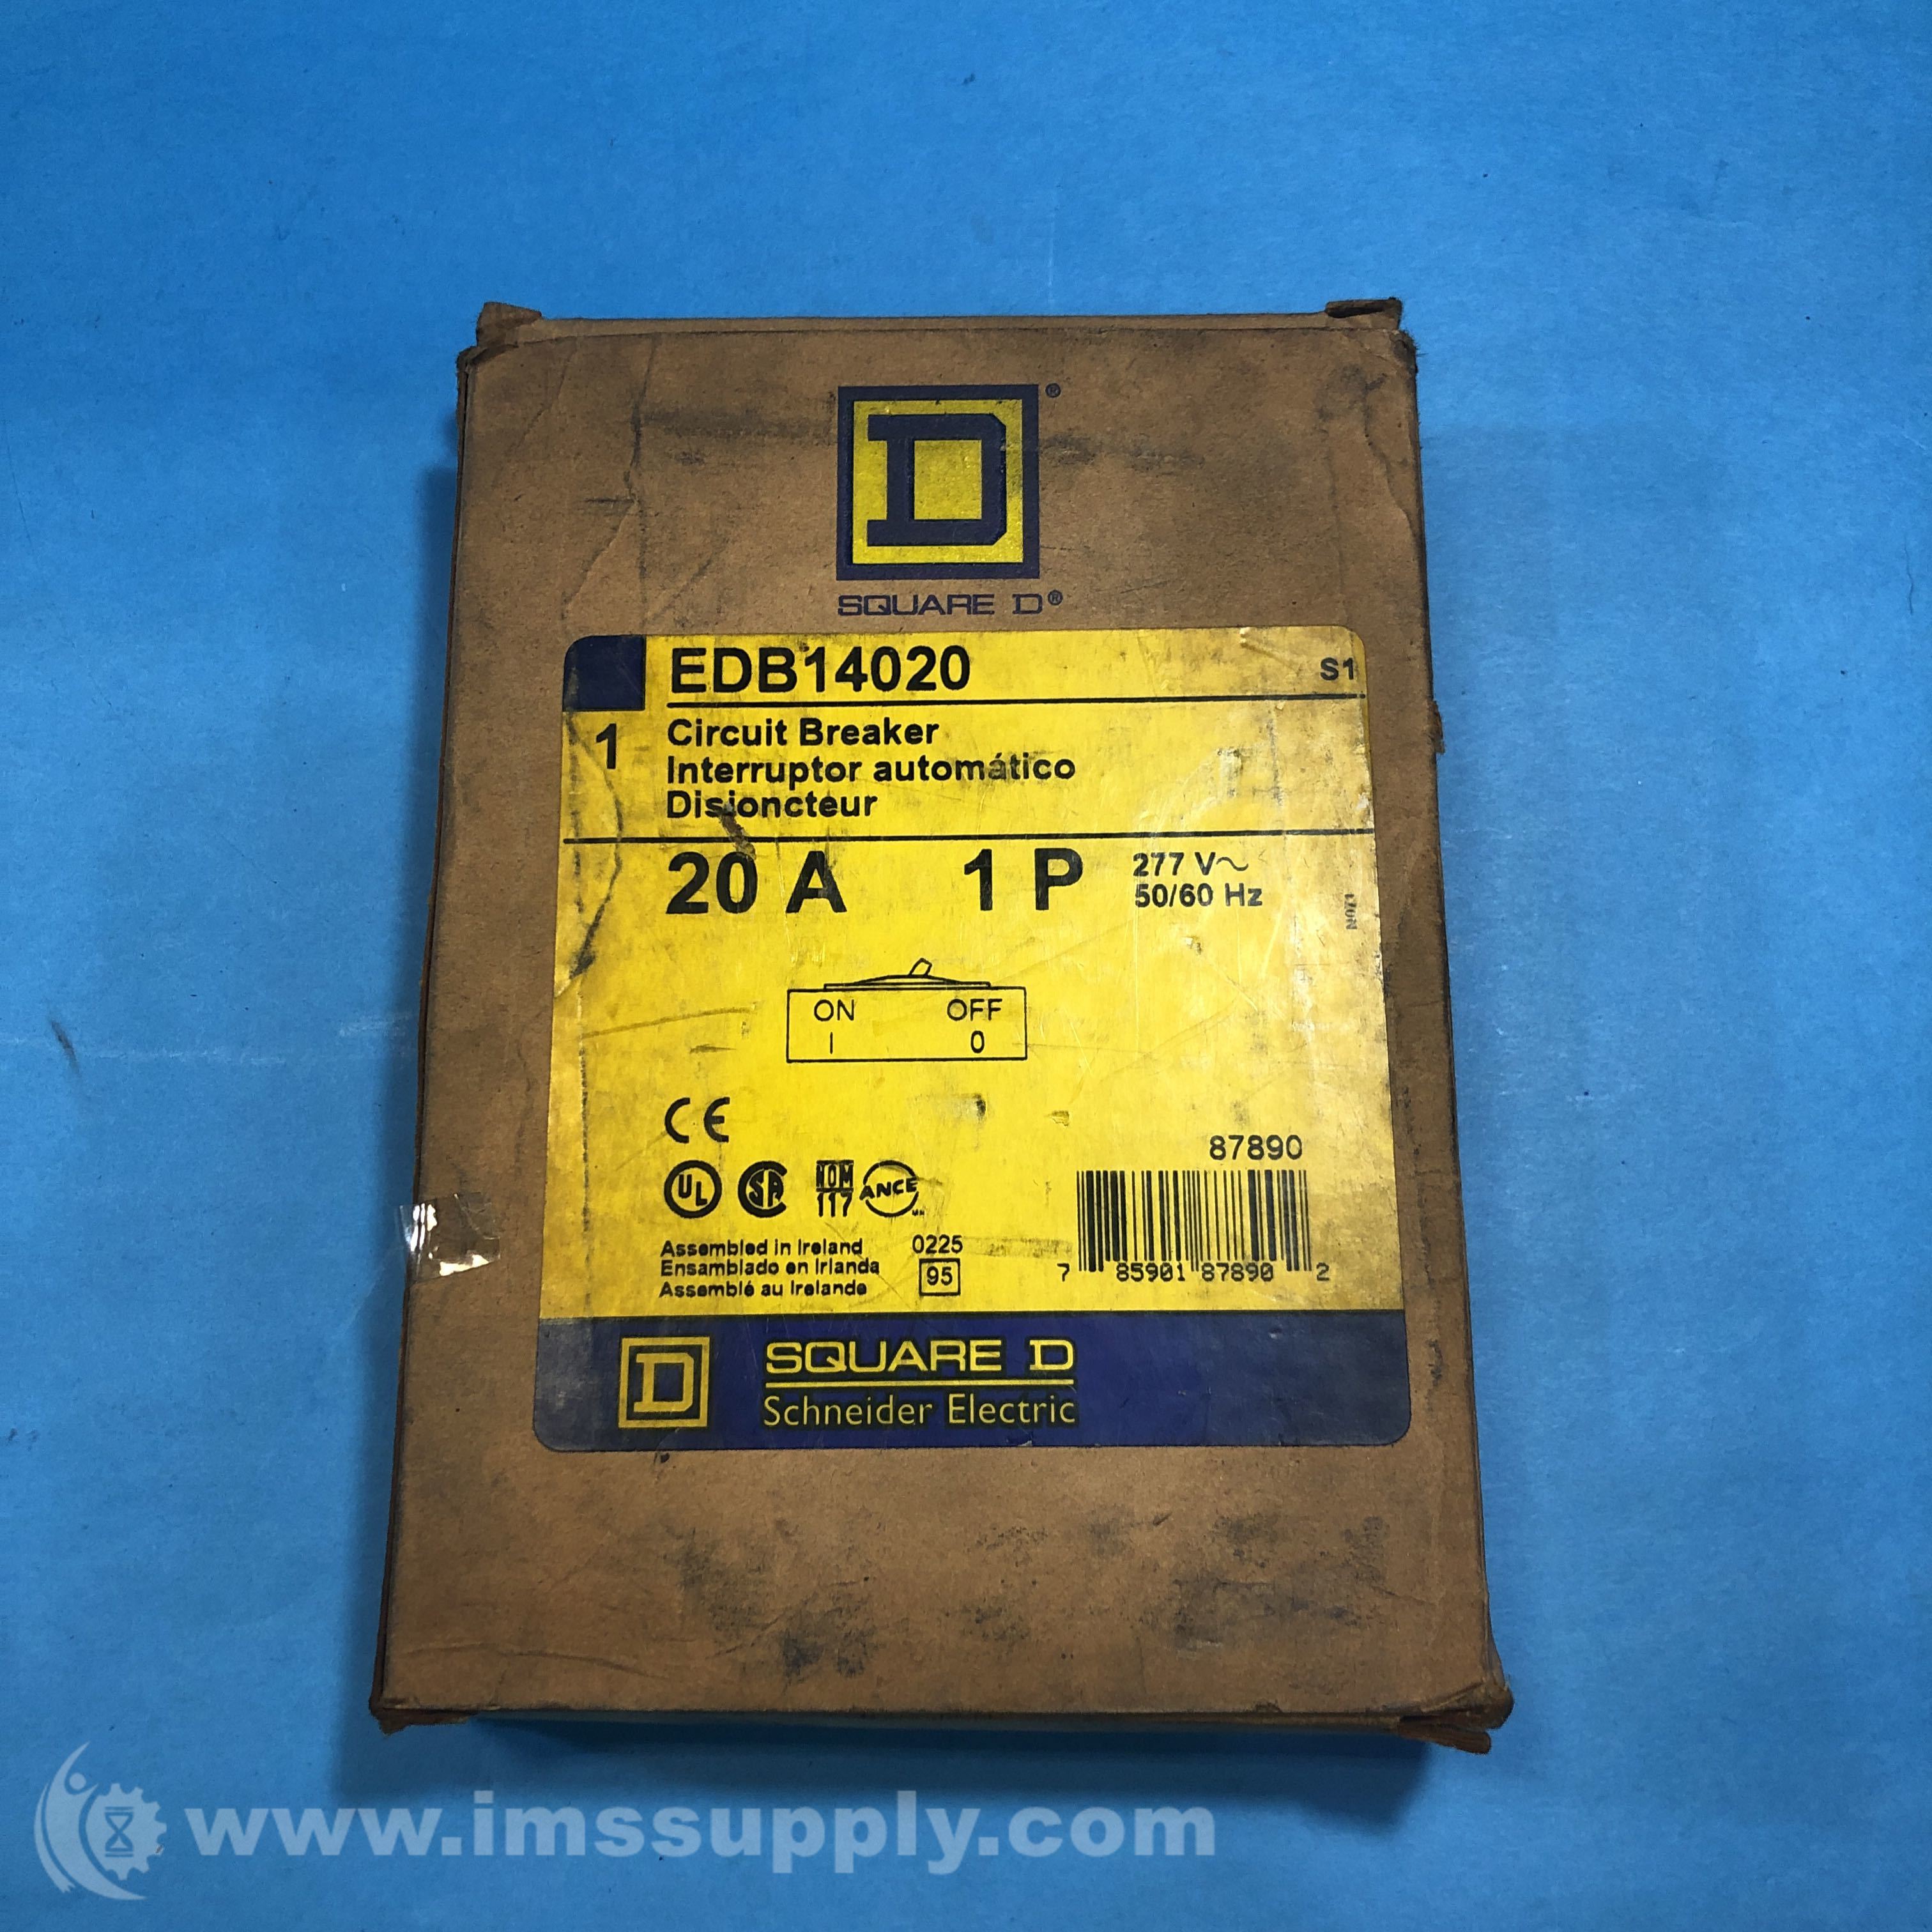 D ®
SQUARE D®
EDB14020 S1
1 Circuit Breaker
Interruptor automático
Disjoncteur
20 A 1 P 277 V~
50/60 Hz
ON OFF
I 0
CE
87890
UL SA NOM 117 ANCE
Assembled in Ireland 0225
Ensamblado en Irlanda 95
Assemblé au Irelande
7 85901 87890 2
D SQUARE D
Schneider Electric
www.imssupply.com